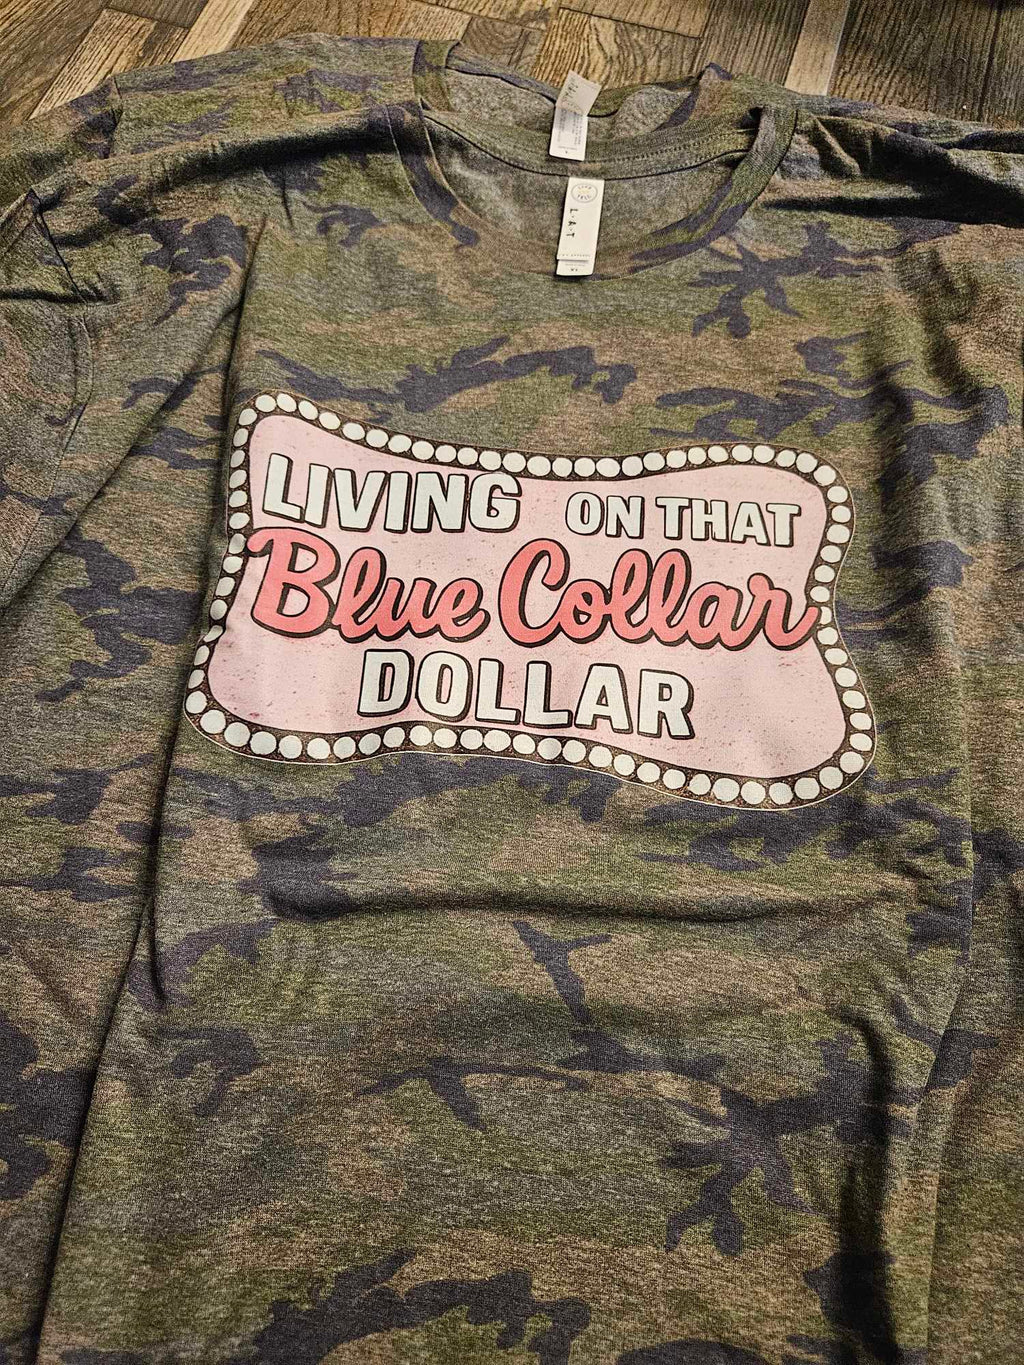 L·A·T
LIVING ON THAT
Blue Collar
DOLLAR